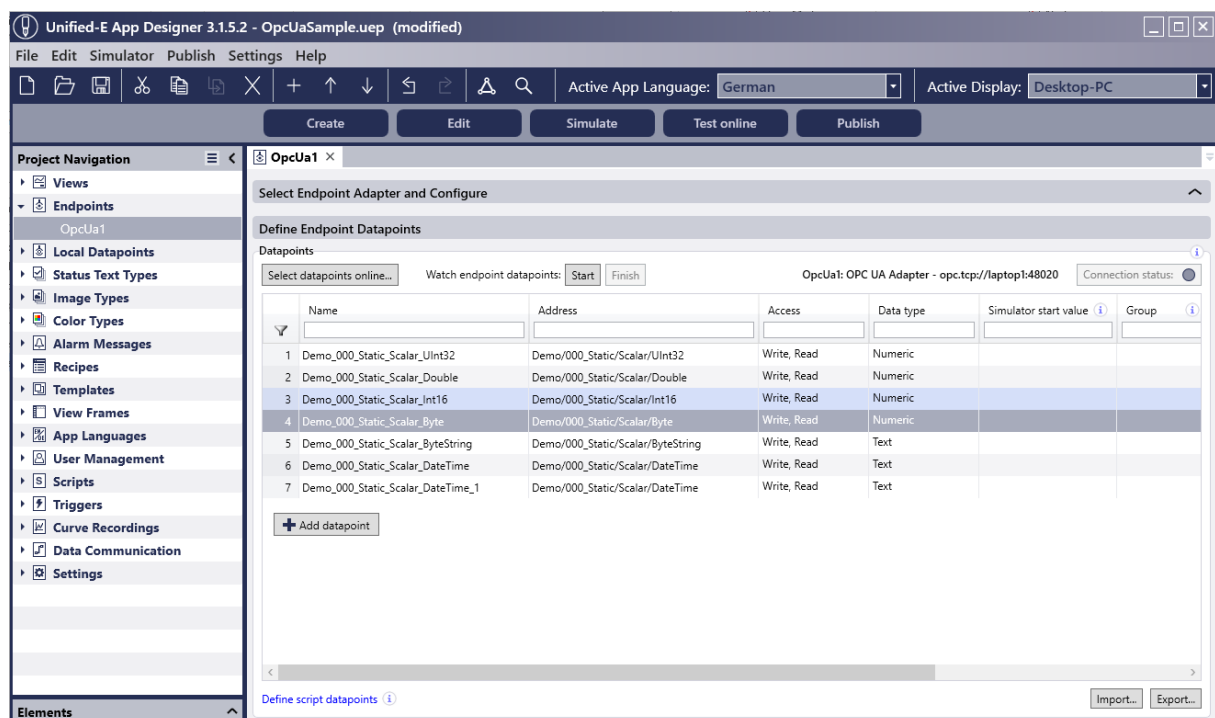 Unified-E App Designer 3.1.5.2 - OpcUaSample.uep (modified)
File Edit Simulator Publish Settings Help
Active App Language: German Active Display: Desktop-PC
Create Edit Simulate Test online Publish
Project Navigation
Views
Endpoints
OpcUa1
Local Datapoints
Status Text Types
Image Types
Color Types
Alarm Messages
Recipes
Templates
View Frames
App Languages
User Management
Scripts
Triggers
Curve Recordings
Data Communication
Settings
Elements
OpcUa1
Select Endpoint Adapter and Configure
Define Endpoint Datapoints
Datapoints
Select datapoints online... Watch endpoint datapoints: Start Finish OpcUa1: OPC UA Adapter - opc.tcp://laptop1:48020 Connection status:
Name Address Access Data type Simulator start value Group
1 Demo_000_Static_Scalar_UInt32 Demo/000_Static/Scalar/UInt32 Write, Read Numeric
2 Demo_000_Static_Scalar_Double Demo/000_Static/Scalar/Double Write, Read Numeric
3 Demo_000_Static_Scalar_Int16 Demo/000_Static/Scalar/Int16 Write, Read Numeric
4 Demo_000_Static_Scalar_Byte Demo/000_Static/Scalar/Byte Write, Read Numeric
5 Demo_000_Static_Scalar_ByteString Demo/000_Static/Scalar/ByteString Write, Read Text
6 Demo_000_Static_Scalar_DateTime Demo/000_Static/Scalar/DateTime Write, Read Text
7 Demo_000_Static_Scalar_DateTime_1 Demo/000_Static/Scalar/DateTime Write, Read Text
Add datapoint
Define script datapoints Import... Export...